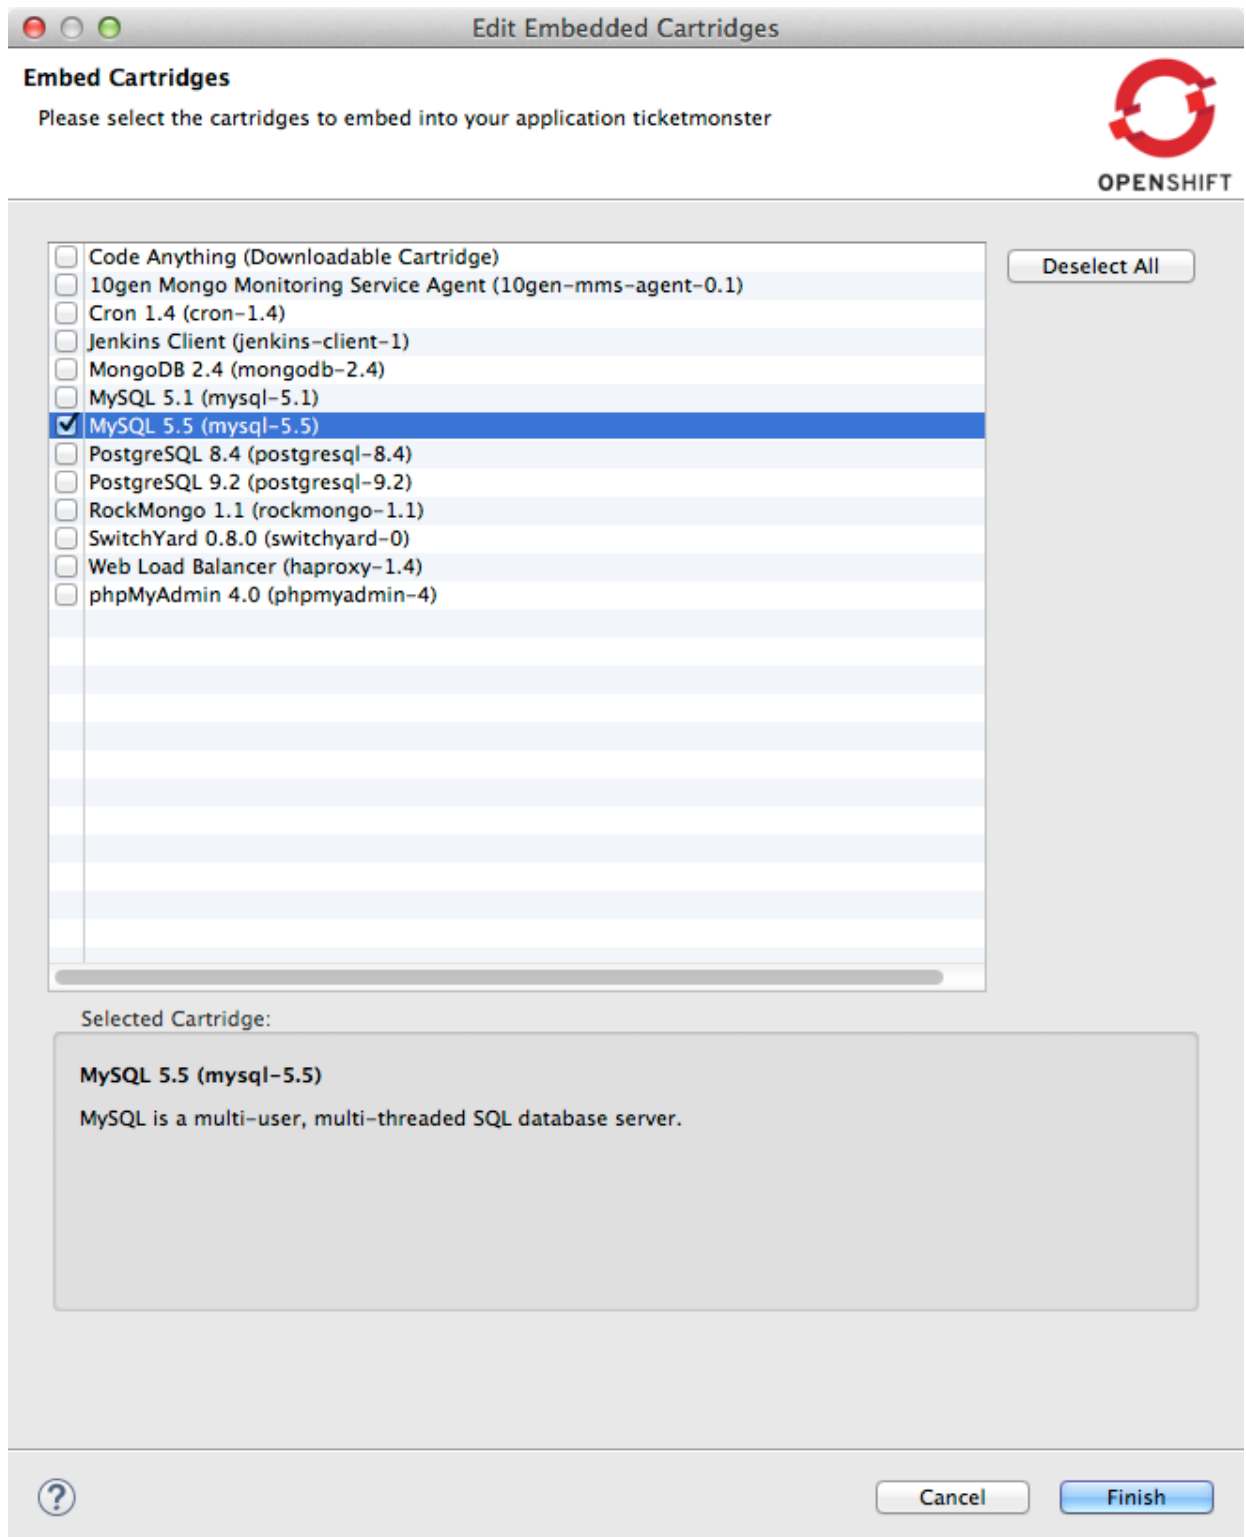 Edit Embedded Cartridges
Embed Cartridges
Please select the cartridges to embed into your application ticketmonster
OPENSHIFT
Code Anything (Downloadable Cartridge)
Deselect All
10gen Mongo Monitoring Service Agent (10gen-mms-agent-0.1)
Cron 1.4 (cron-1.4)
Jenkins Client (jenkins-client-1)
MongoDB 2.4 (mongodb-2.4)
MySQL 5.1 (mysql-5.1)
MySQL 5.5 (mysql-5.5)
PostgreSQL 8.4 (postgresql-8.4)
PostgreSQL 9.2 (postgresql-9.2)
RockMongo 1.1 (rockmongo-1.1)
SwitchYard 0.8.0 (switchyard-0)
Web Load Balancer (haproxy-1.4)
phpMyAdmin 4.0 (phpmyadmin-4)
Selected Cartridge:
MySQL 5.5 (mysql-5.5)
MySQL is a multi-user, multi-threaded SQL database server.
?
Cancel
Finish